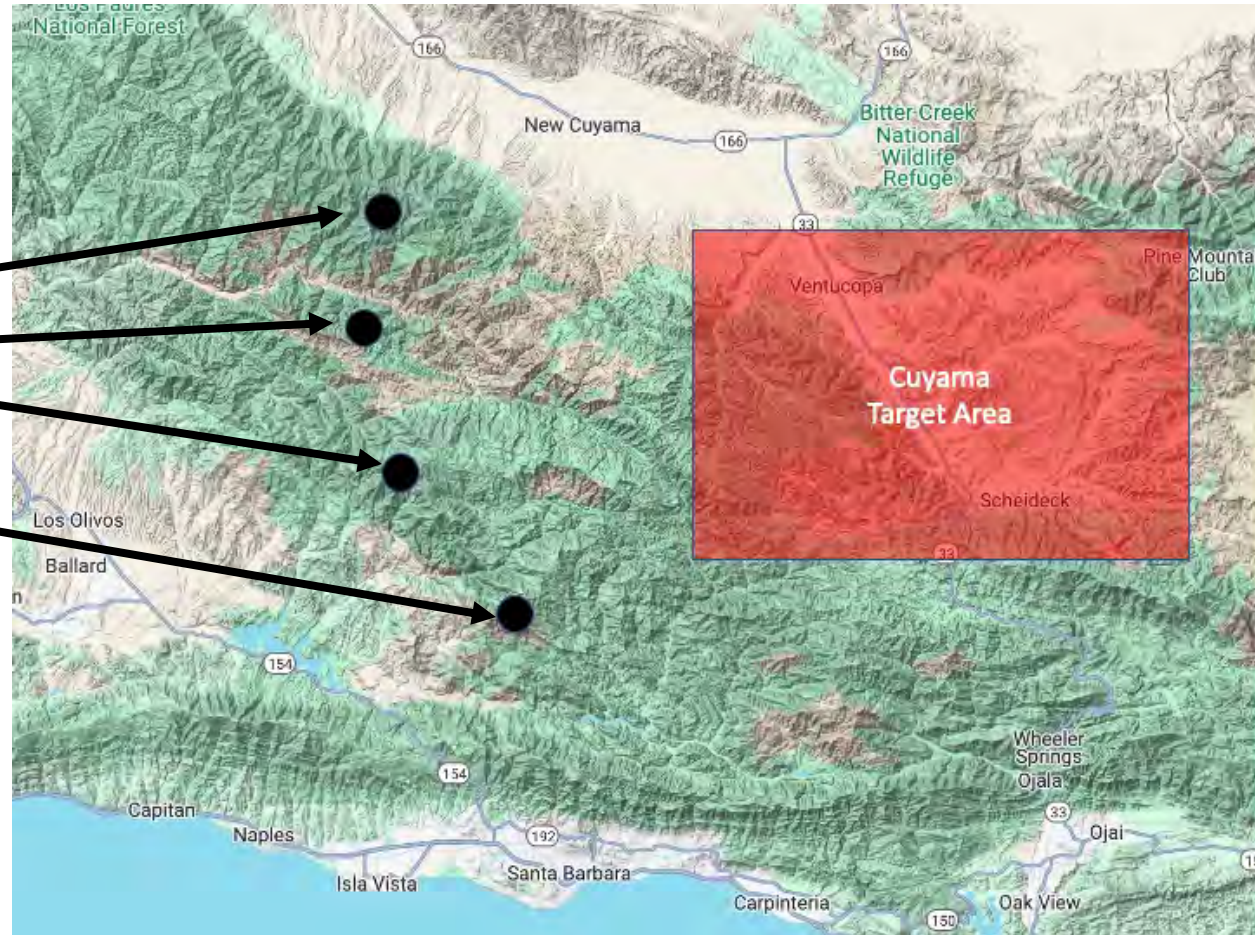 Los Padres
National Forest
166
166
New Cuyama
166
Bitter Creek
National
Wildlife
Refuge
33
Pine Mounta
Club
Ventucopa
Cuyama
Target Area
Scheideck
Los Olivos
33
Ballard
n
154
Wheeler
Springs
Ojala
154
Capitan
33
Naples
192
Ojai
Santa Barbara
Isla Vista
Carpinteria
Oak View
150